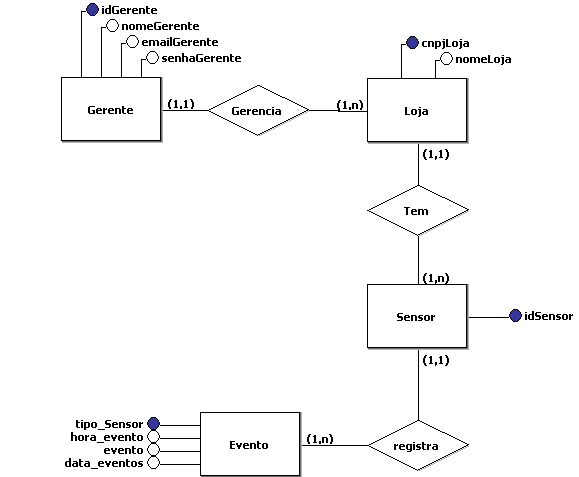 idGerente
nomeGerente
emailGerente
senhaGerente
cnpjLoja
nomeLoja
Gerente
(1,1)
Gerencia
(1,n)
Loja
(1,1)
Tem
(1,n)
Sensor
idSensor
(1,1)
tipo_Sensor
hora_evento
evento
data_eventos
Evento
(1,n)
registra